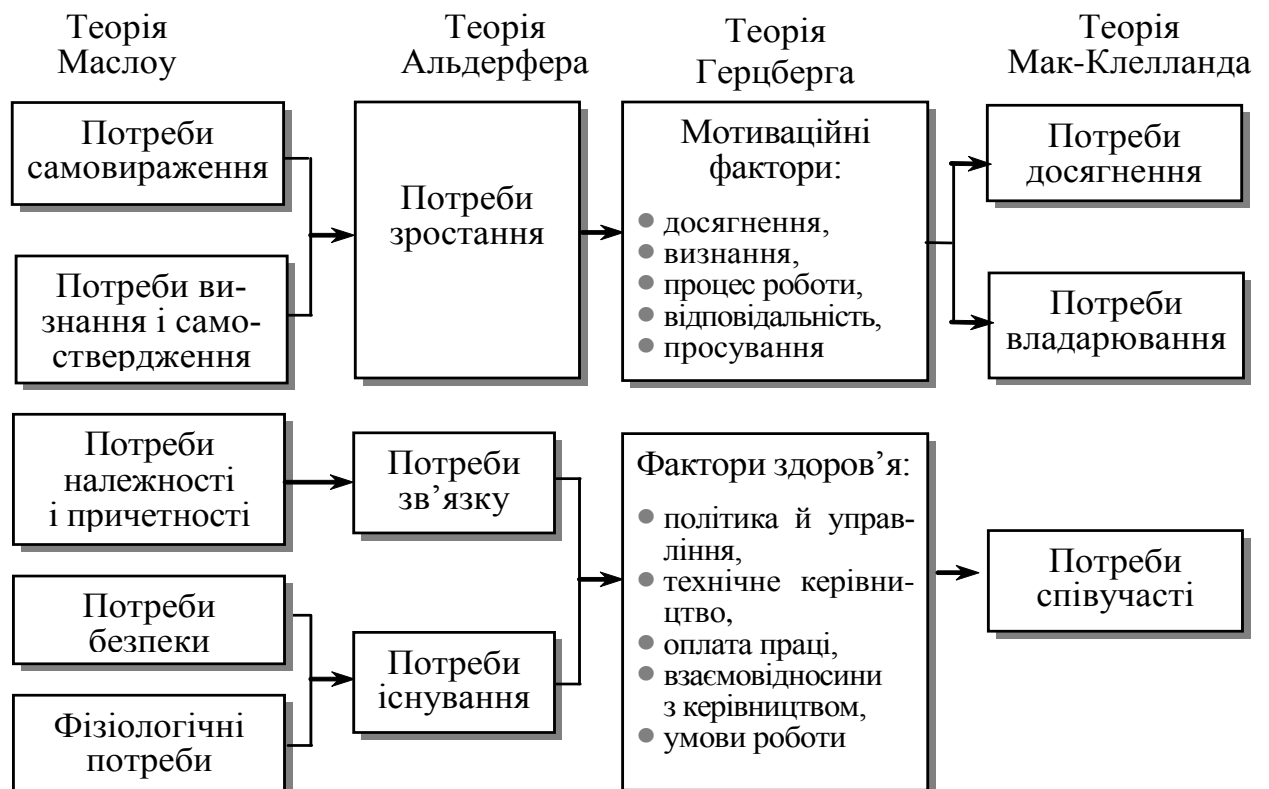 Теорія
Маслоу
Теорія
Альдерфера
Теорія
Герцберга
Теорія
Мак-Клелланда
Потреби
самовираження
Потреби ви-
знання і само-
ствердження
Потреби
зростання
Мотиваційні
фактори:
досягнення,
визнання,
процес роботи,
відповідальність,
просування
Потреби
досягнення
Потреби
владарювання
Потреби
належності
і причетності
Потреби
безпеки
Фізіологічні
потреби
Потреби
зв’язку
Потреби
існування
Фактори здоров’я:
політика й управ-
ління,
технічне керівни-
цтво,
оплата праці,
взаємовідносини
з керівництвом,
умови роботи
Потреби
співучасті